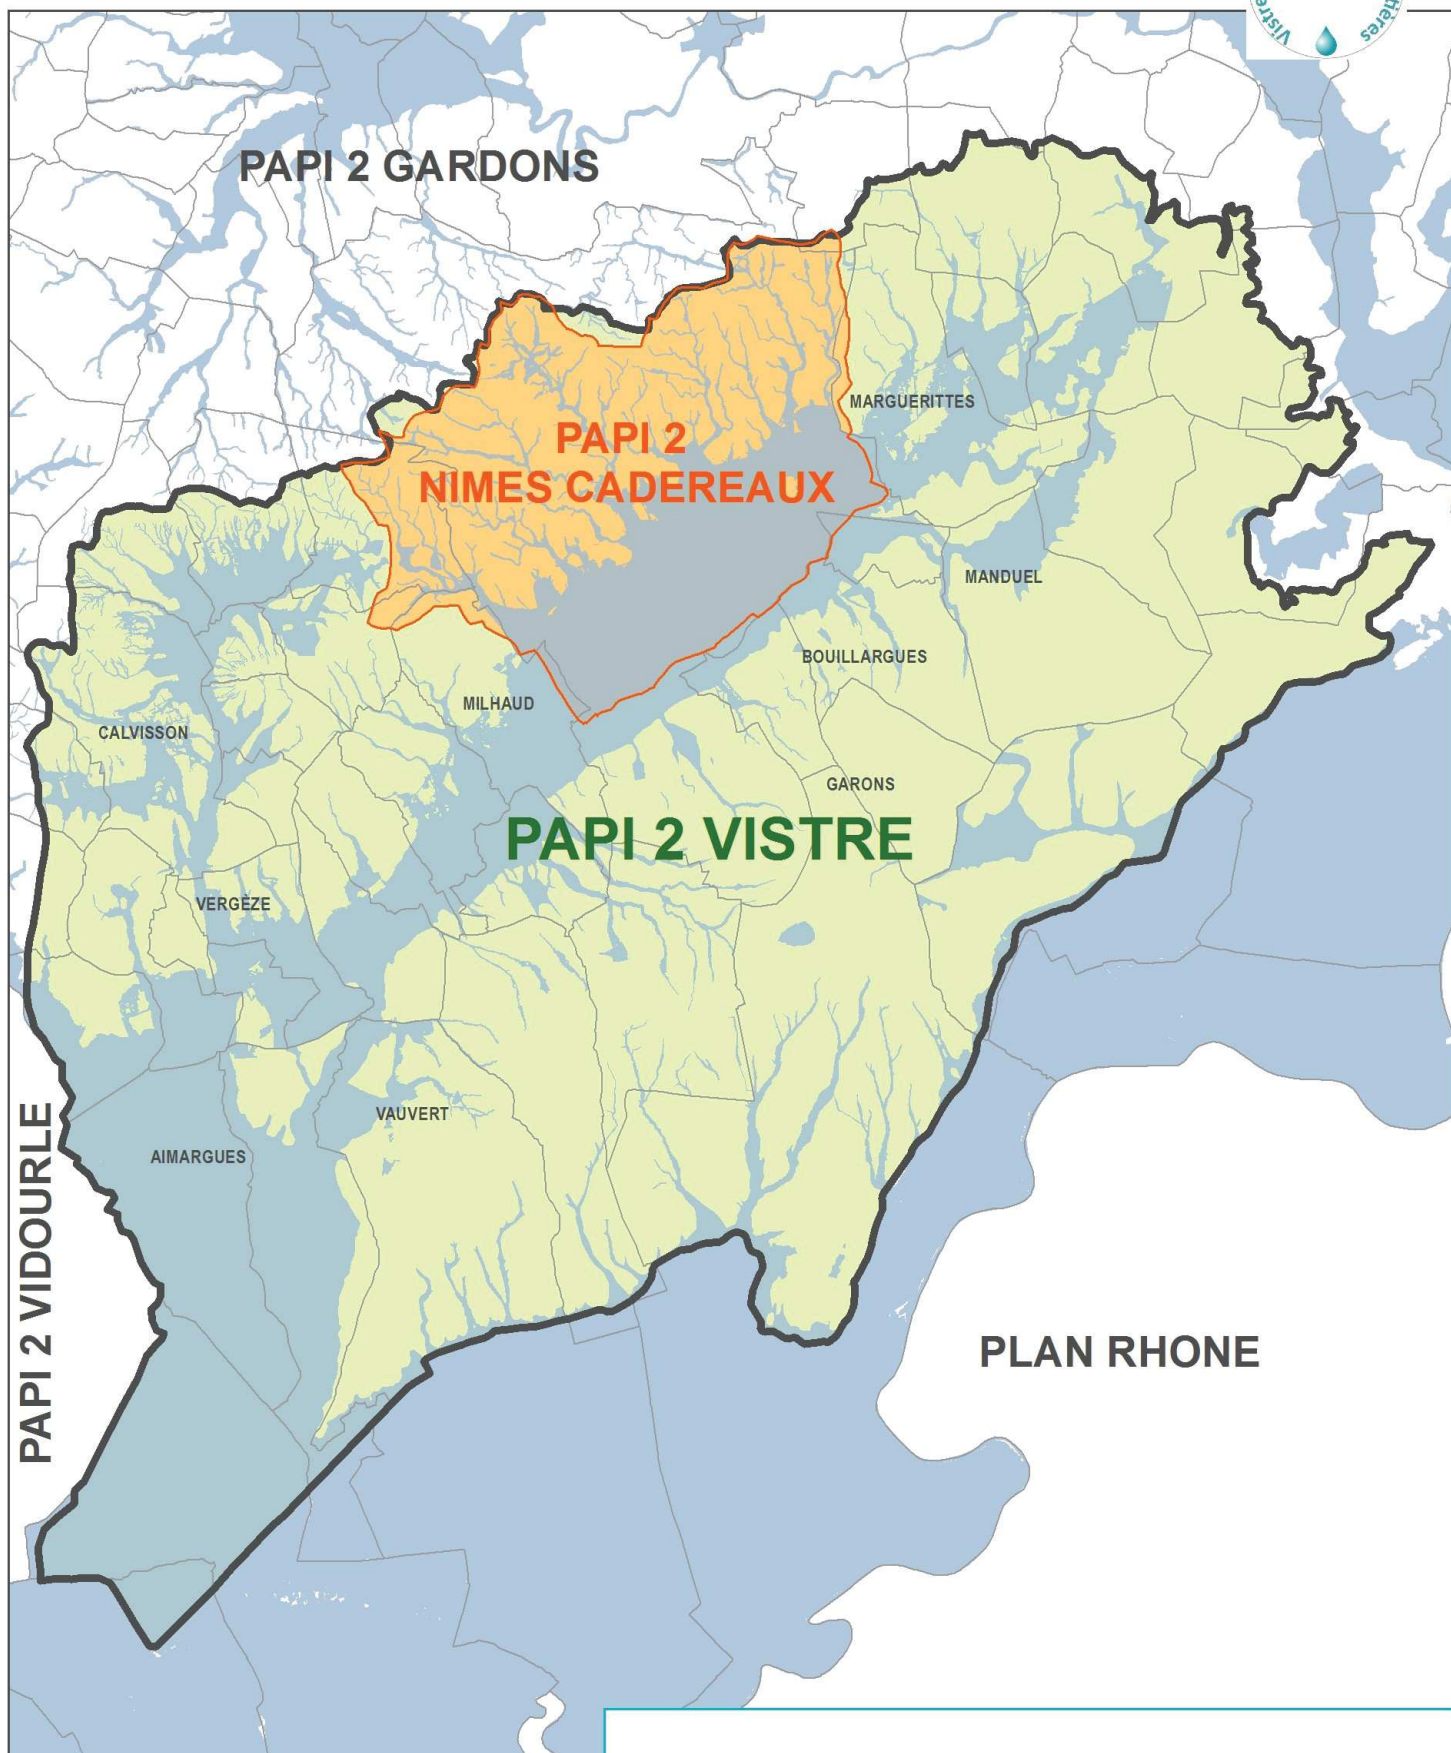 Vistre
PAPI 2 GARDONS
MARGUERITTES
PAPI 2
NIMES CADEREAUX
MANDUEL
BOUILLARGUES
MILHAUD
CALVISSON
GARONS
PAPI 2 VISTRE
VERGÈZE
VAUVERT
AIMARGUES
PAPI 2 VIDOURLE
PLAN RHONE